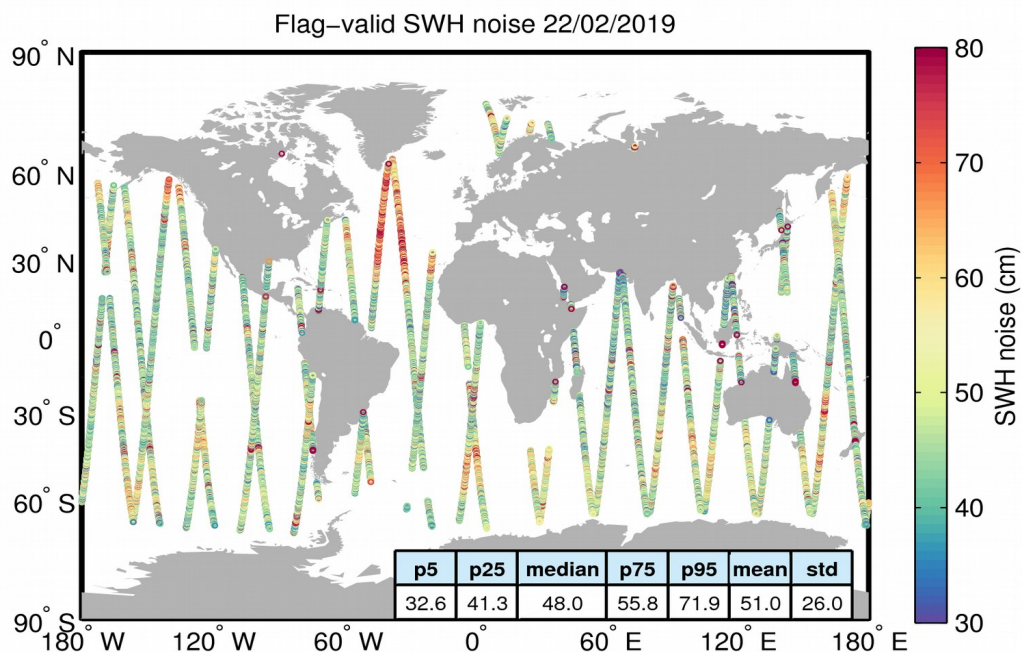 Flag−valid SWH noise 22/02/2019
90° N
60° N
30° N
0°
30° S
60° S
90° S
180° W
120° W
60° W
0°
60° E
120° E
180° E
80
70
60
50
40
30
SWH noise (cm)
p5 p25 median p75 p95 mean std
32.6 41.3 48.0 55.8 71.9 51.0 26.0